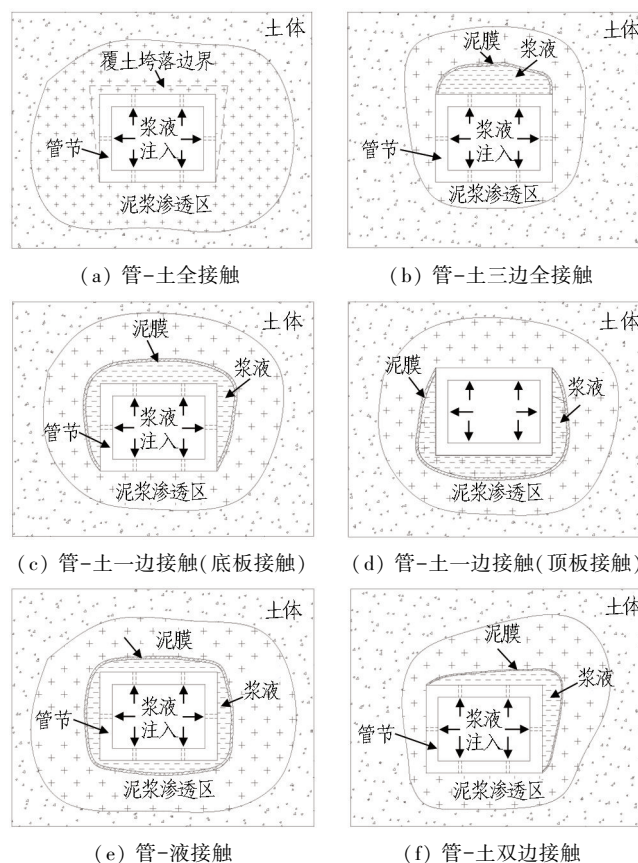 土体
覆土垮落边界
浆液
注入
管节
泥浆渗透区
(a) 管-土全接触
土体
泥膜
浆液
浆液
注入
管节
泥浆渗透区
(b) 管-土三边全接触
土体
泥膜
浆液
浆液
注入
管节
泥浆渗透区
(c) 管-土一边接触(底板接触)
土体
泥膜
浆液
泥浆渗透区
(d) 管-土一边接触(顶板接触)
土体
泥膜
浆液
浆液
注入
管节
泥浆渗透区
(e) 管-液接触
土体
泥膜
浆液
浆液
注入
管节
泥浆渗透区
(f) 管-土双边接触